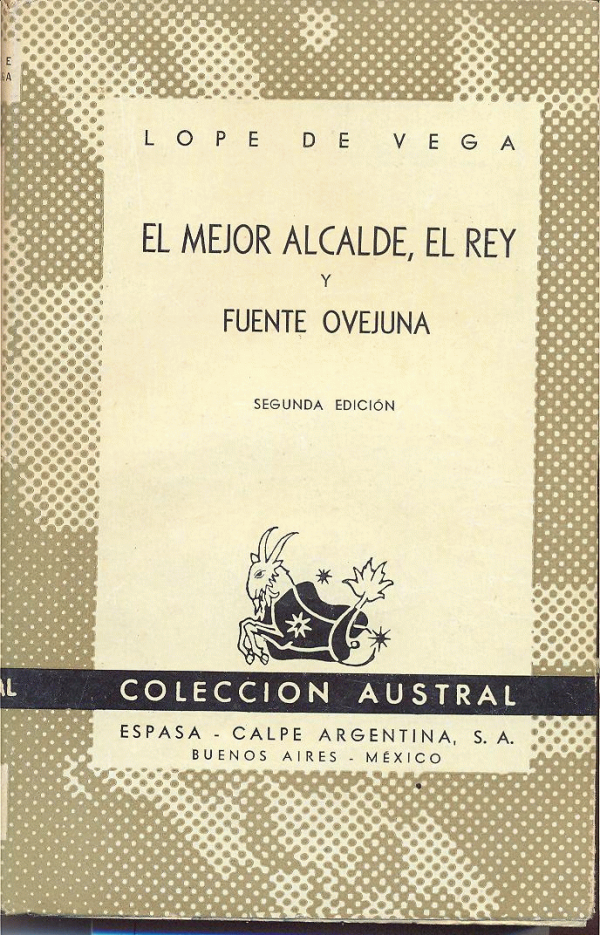 LOPE DE VEGA
EL MEJOR ALCALDE, EL REY
Y
FUENTE OVEJUNA
SEGUNDA EDICIÓN
AL
COLECCION AUSTRAL
ESPASA - CALPE ARGENTINA, S. A.
BUENOS AIRES - MÉXICO